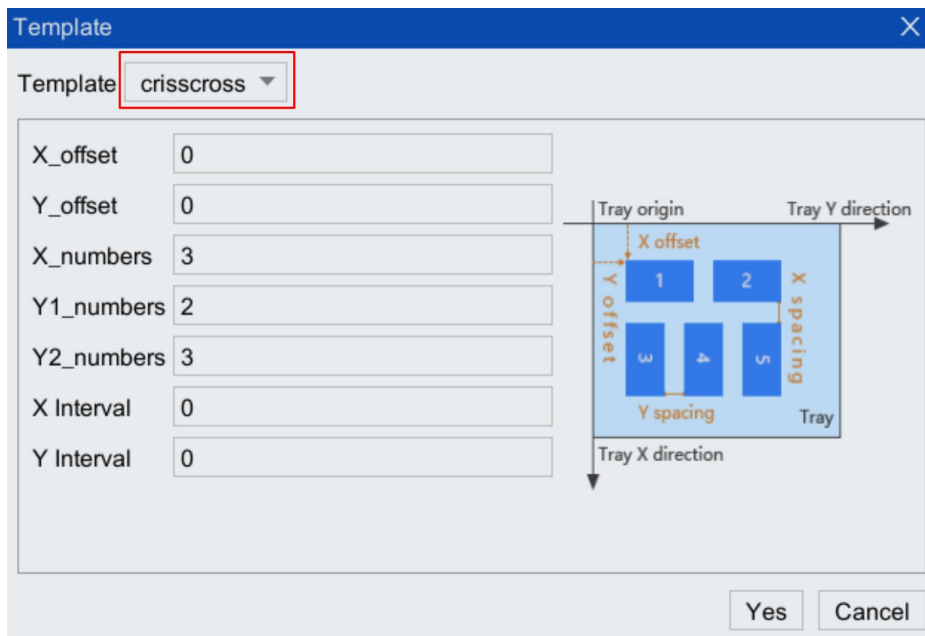 Template
Template crisscross
X_offset 0
Y_offset 0
X_numbers 3
Y1_numbers 2
Y2_numbers 3
X Interval 0
Y Interval 0
Tray origin Tray Y direction
X offset
Y offset
1 2
X spacing
3 4 5
Y spacing
Tray
Tray X direction
Yes Cancel